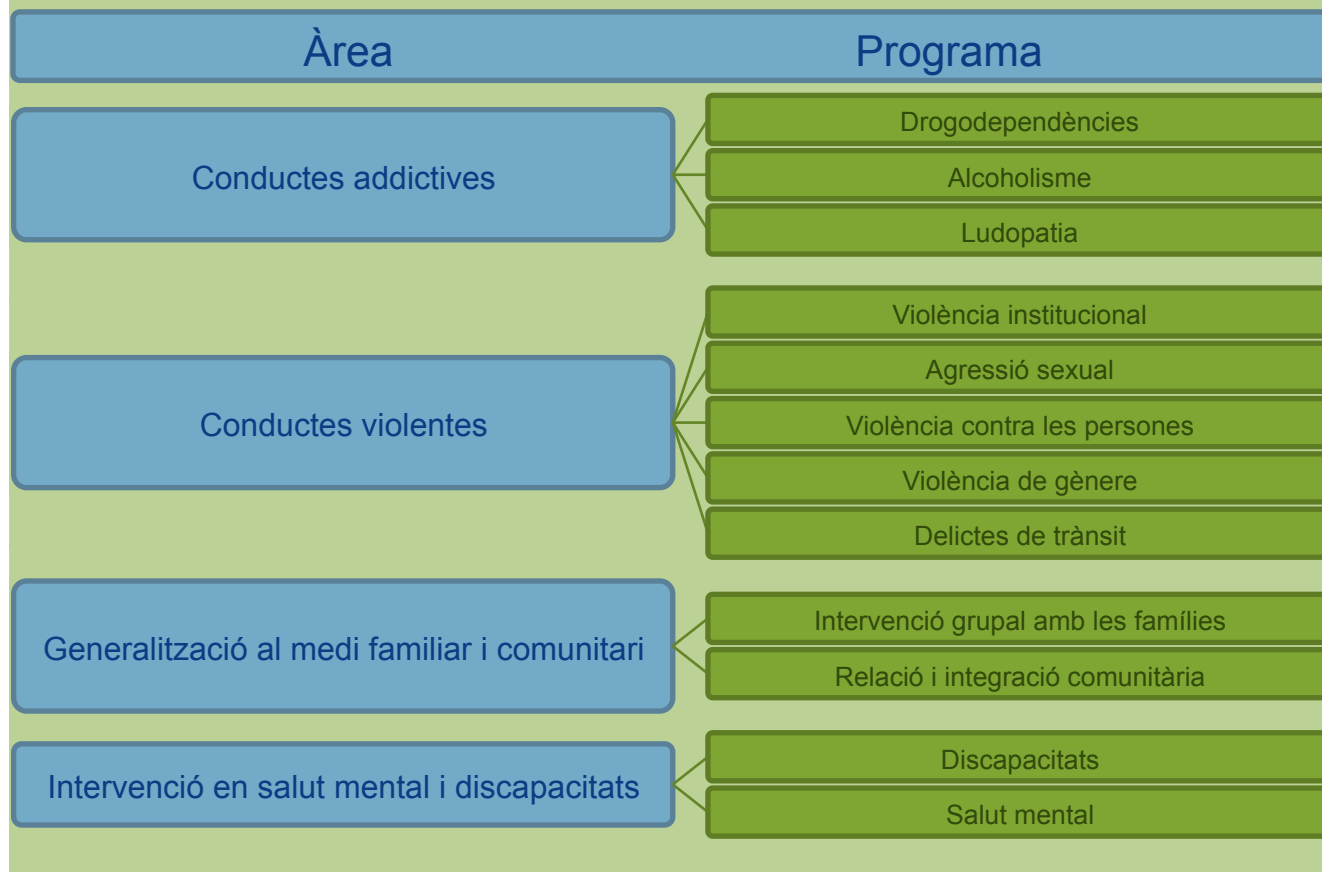 Àrea Programa
Conductes addictives
Drogodependències
Alcoholisme
Ludopatia
Conductes violentes
Violència institucional
Agressió sexual
Violència contra les persones
Violència de gènere
Delictes de trànsit
Generalització al medi familiar i comunitari
Intervenció grupal amb les famílies
Relació i integració comunitària
Intervenció en salut mental i discapacitats
Discapacitats
Salut mental